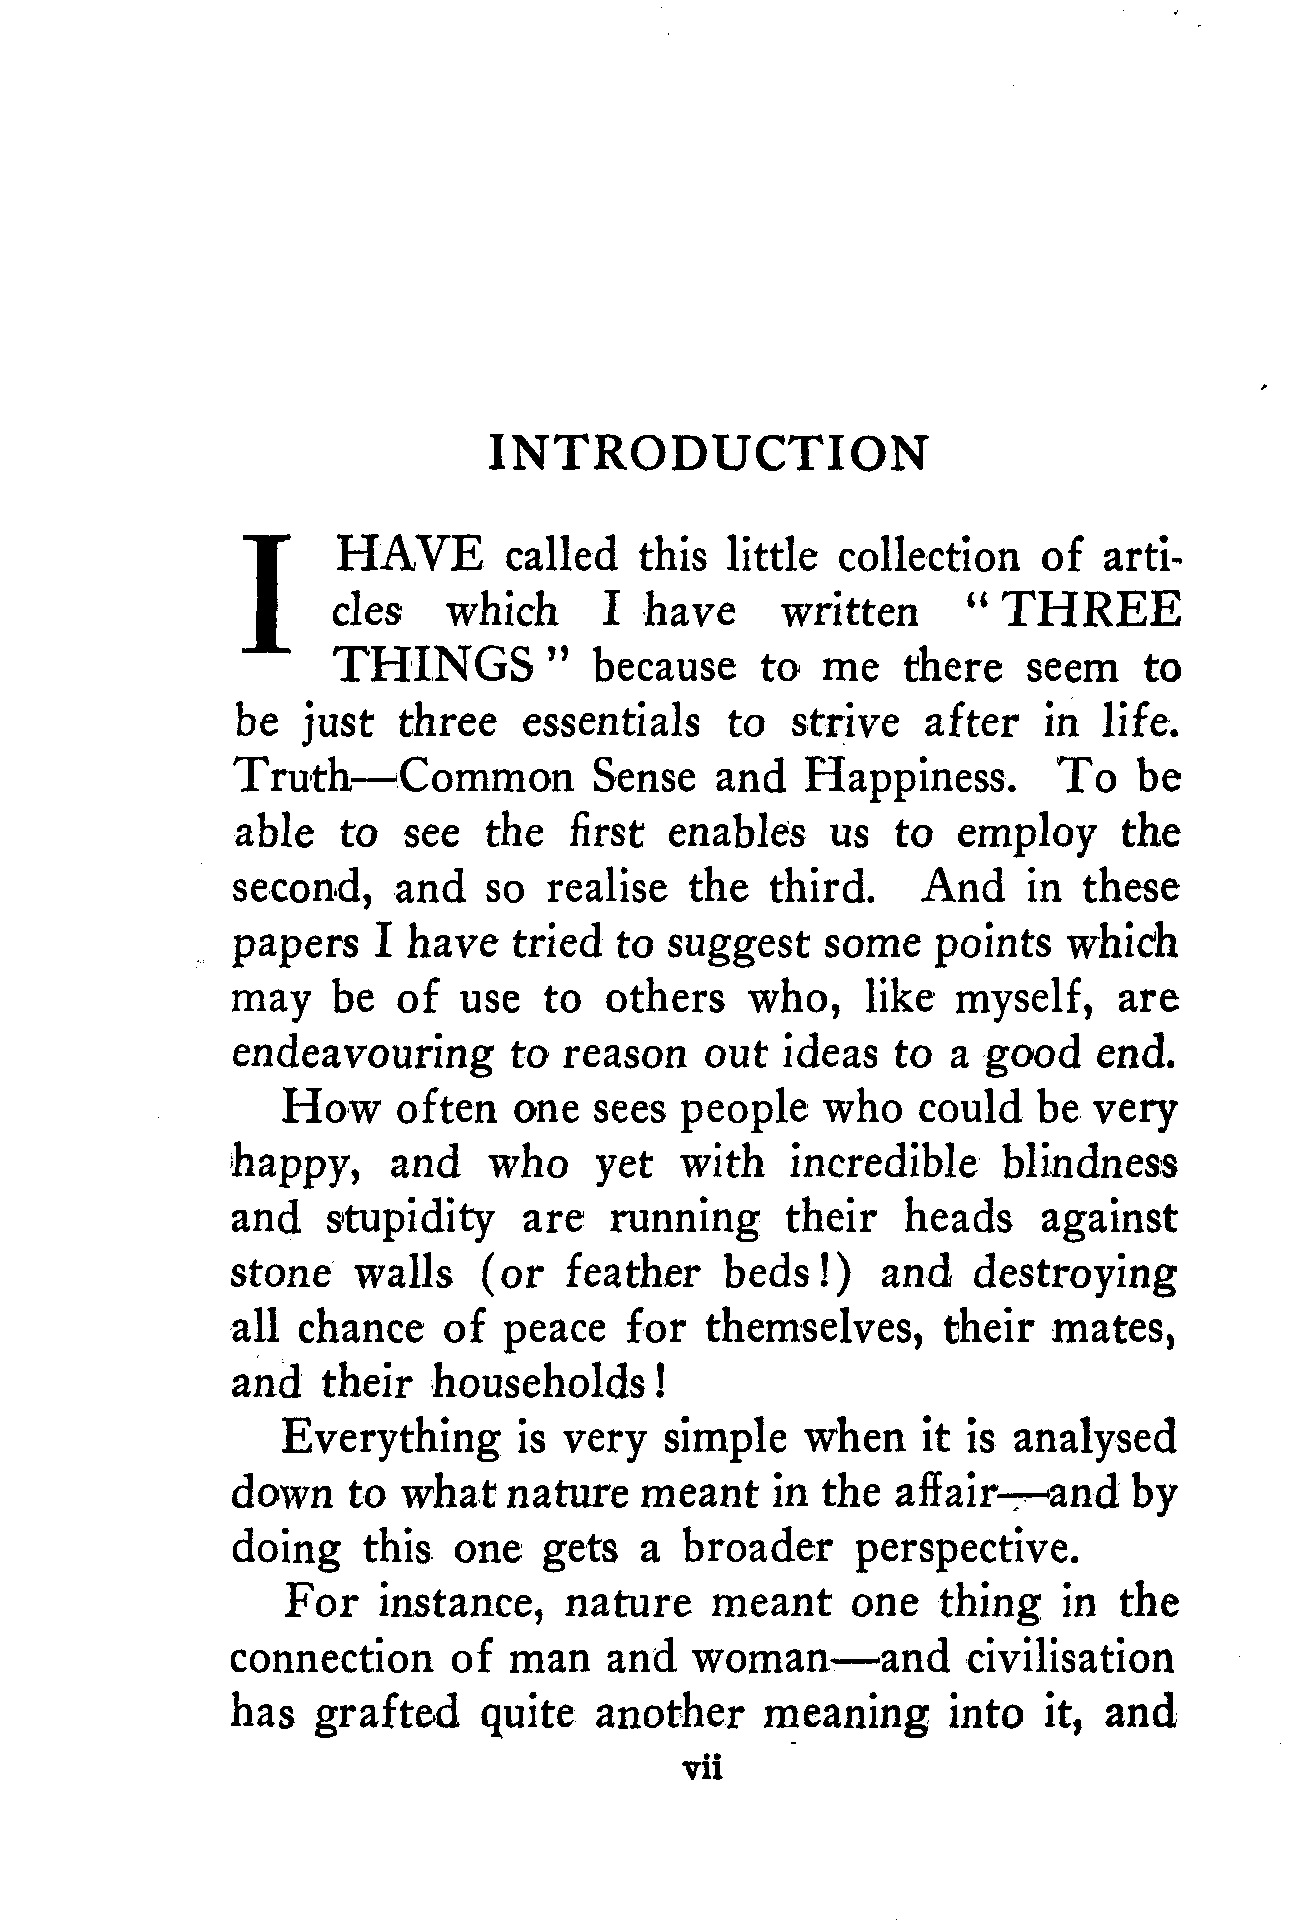 INTRODUCTION
I HAVE called this little collection of arti-
cles which I have written “ THREE
THINGS ” because to me there seem to
be just three essentials to strive after in life.
Truth—Common Sense and Happiness. To be
able to see the first enables us to employ the
second, and so realise the third. And in these
papers I have tried to suggest some points which
may be of use to others who, like myself, are
endeavouring to reason out ideas to a good end.
How often one sees people who could be very
happy, and who yet with incredible blindness
and stupidity are running their heads against
stone walls (or feather beds!) and destroying
all chance of peace for themselves, their mates,
and their households!
Everything is very simple when it is analysed
down to what nature meant in the affair—and by
doing this one gets a broader perspective.
For instance, nature meant one thing in the
connection of man and woman—and civilisation
has grafted quite another meaning into it, and
vii